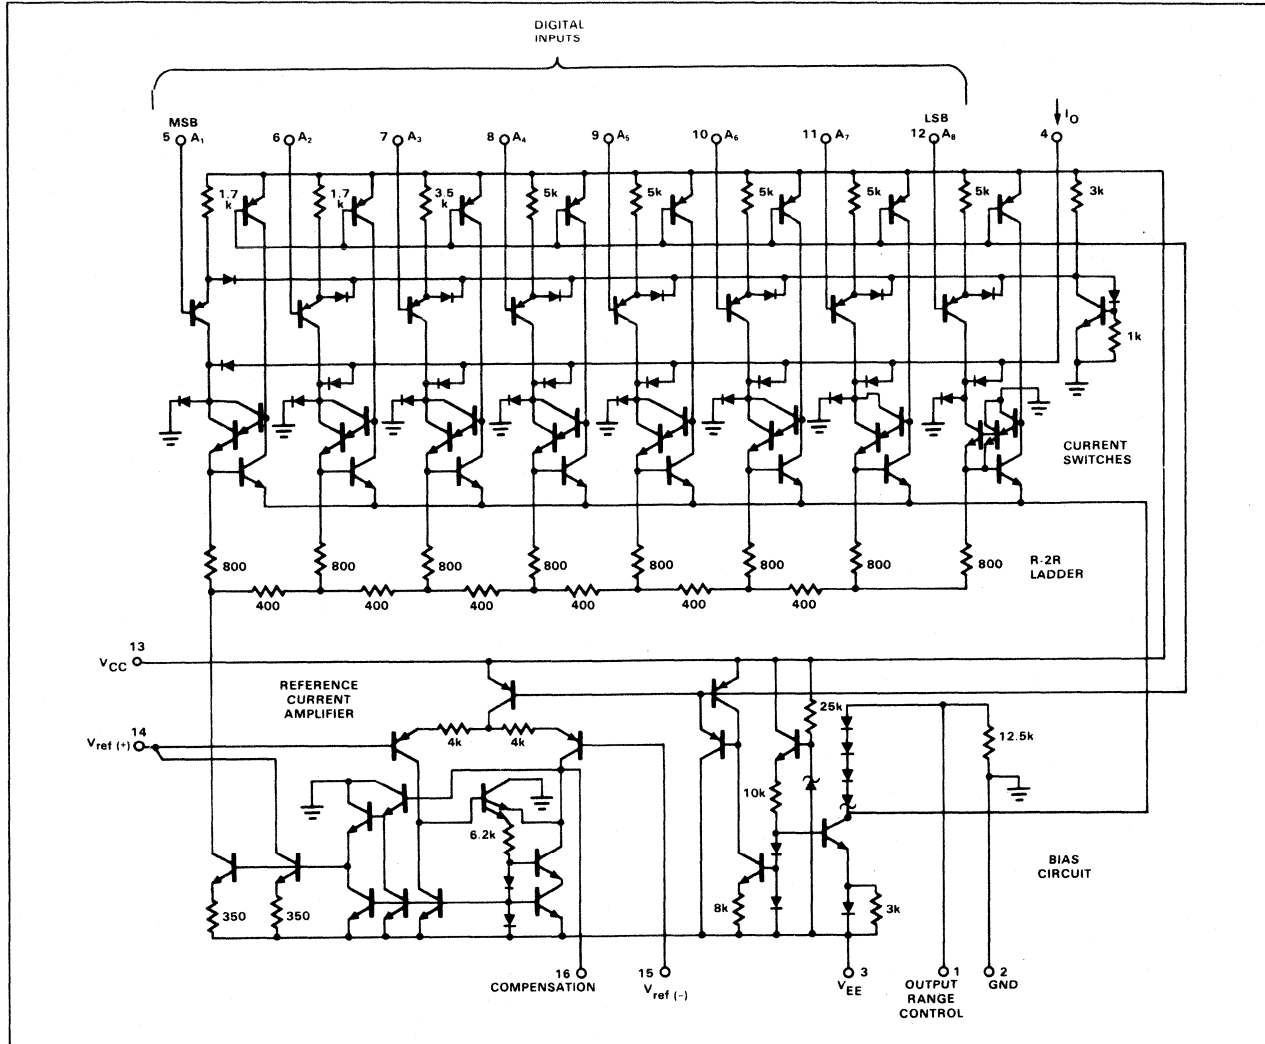 DIGITAL
INPUTS
MSB
5 A1
6 A2
7 A3
8 A4
9 A5
10 A6
11 A7
LSB
12 A8
4
IO
1.7
k
1.7
k
3.5
k
5k
5k
5k
5k
5k
3k
1k
CURRENT
SWITCHES
800
800
800
800
800
800
800
800
R-2R
LADDER
400
400
400
400
400
400
13
VCC
REFERENCE
CURRENT
AMPLIFIER
14
Vref (+)
4k
4k
25k
12.5k
10k
6.2k
BIAS
CIRCUIT
350
350
8k
3k
16
COMPENSATION
15
Vref (-)
3
VEE
1
OUTPUT
RANGE
CONTROL
2
GND